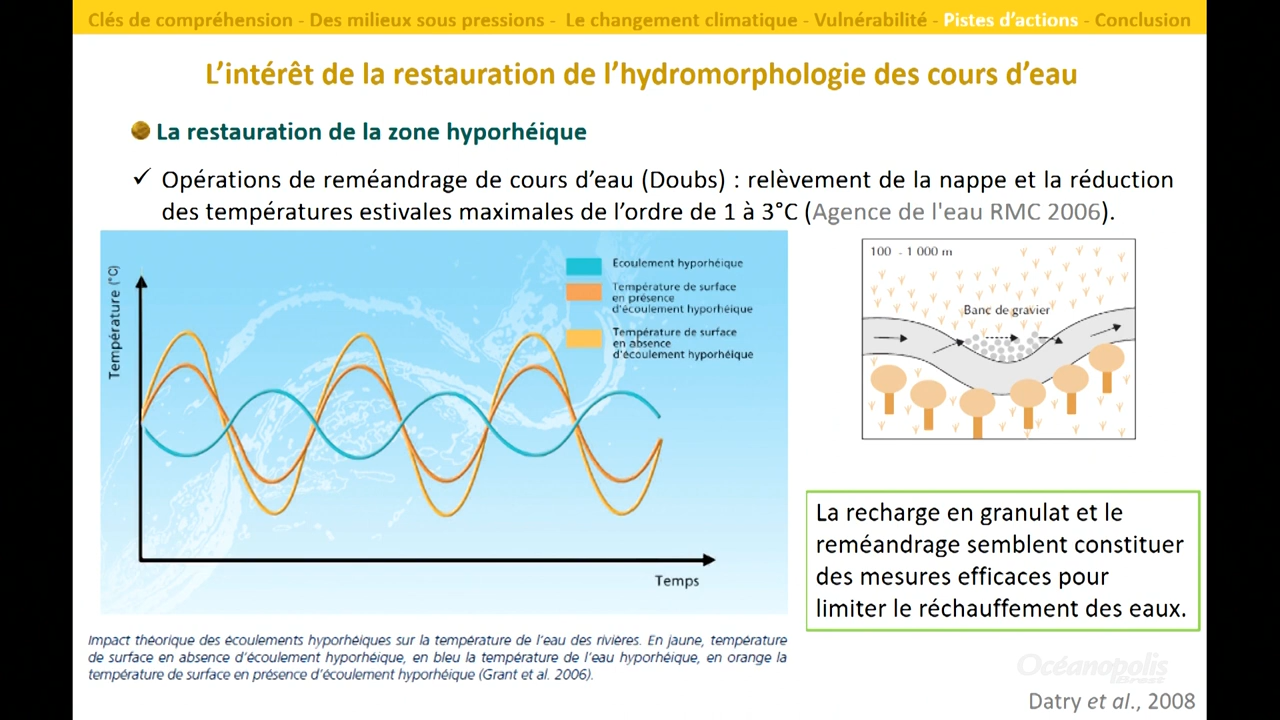 Clés de compréhension - Des milieux sous pressions - Le changement climatique - Vulnérabilité - Pistes d'actions - Conclusion
L'intérêt de la restauration de l'hydromorphologie des cours d'eau
La restauration de la zone hyporhéique
✓ Opérations de reméandrage de cours d'eau (Doubs) : relèvement de la nappe et la réduction
des températures estivales maximales de l'ordre de 1 à 3°C (Agence de l'eau RMC 2006).
Température (°C)
Ecoulement hyporhéique
Température de surface
en présence
d'écoulement hyporhéique
Température de surface
en absence
d'écoulement hyporhéique
Temps
100 - 1 000 m
Banc de gravier
La recharge en granulat et le
reméandrage semblent constituer
des mesures efficaces pour
limiter le réchauffement des eaux.
Impact théorique des écoulements hyporhéiques sur la température de l'eau des rivières. En jaune, température
de surface en absence d'écoulement hyporhéique, en bleu la température de l'eau hyporhéique, en orange la
température de surface en présence d'écoulement hyporhéique (Grant et al. 2006).
Océanopolis
Brest
Datry et al., 2008